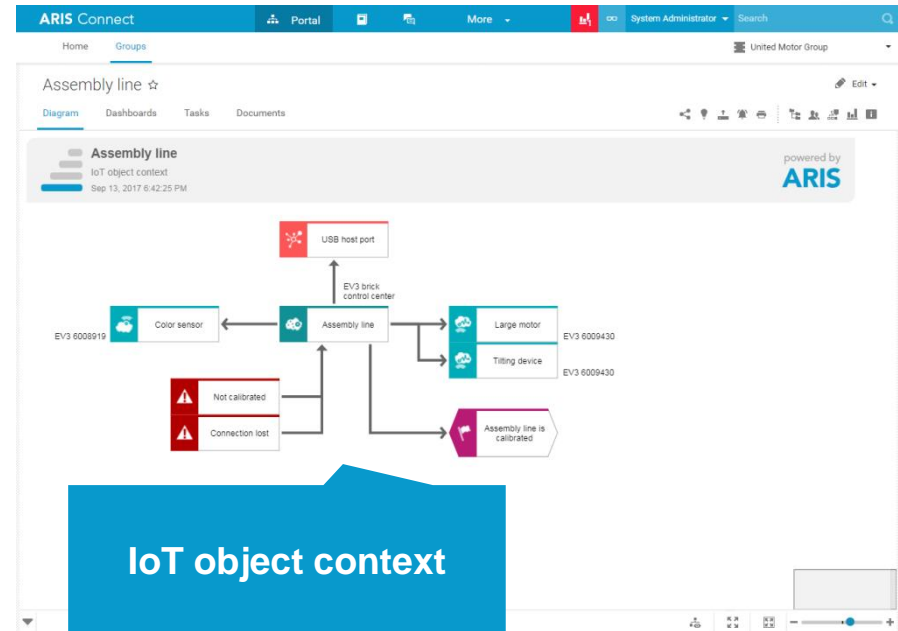 ARIS Connect
Portal
More
System Administrator
Search
Home
Groups
United Motor Group
Assembly line
Edit
Diagram
Dashboards
Tasks
Documents
Assembly line
IoT object context
Sep 13, 2017 6:42:25 PM
powered by
ARIS
USB host port
EV3 brick
control center
EV3 6008919
Color sensor
Assembly line
Large motor
EV3 6009430
Tilting device
EV3 6009430
Not calibrated
Connection lost
Assembly line is
calibrated
IoT object context